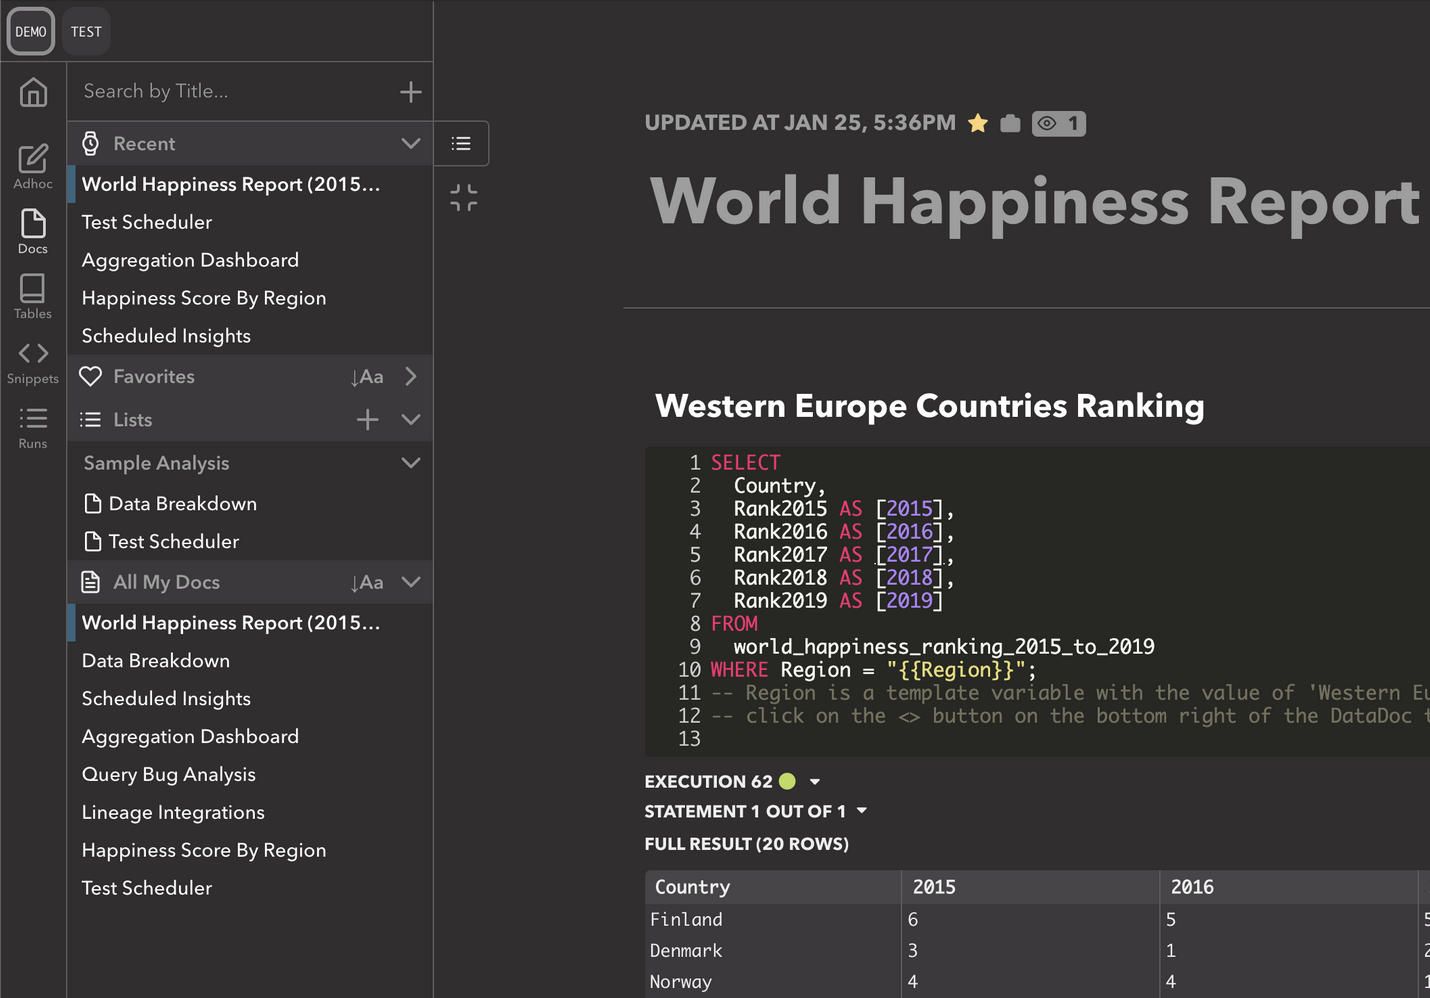 DEMO TEST
Search by Title...
Recent
World Happiness Report (2015...
Test Scheduler
Aggregation Dashboard
Happiness Score By Region
Scheduled Insights
Favorites ↓Aa
Lists
Sample Analysis
Data Breakdown
Test Scheduler
All My Docs ↓Aa
World Happiness Report (2015...
Data Breakdown
Scheduled Insights
Aggregation Dashboard
Query Bug Analysis
Lineage Integrations
Happiness Score By Region
Test Scheduler
Adhoc
Docs
Tables
Snippets
Runs
UPDATED AT JAN 25, 5:36PM 1
World Happiness Report
Western Europe Countries Ranking
1 SELECT
2 Country,
3 Rank2015 AS [2015],
4 Rank2016 AS [2016],
5 Rank2017 AS [2017],
6 Rank2018 AS [2018],
7 Rank2019 AS [2019]
8 FROM
9 world_happiness_ranking_2015_to_2019
10 WHERE Region = "{{Region}}";
11 -- Region is a template variable with the value of 'Western
12 -- click on the <> button on the bottom right of the DataDoc
13
EXECUTION 62
STATEMENT 1 OUT OF 1
FULL RESULT (20 ROWS)
Country 2015 2016
Finland 6 5
Denmark 3 1
Norway 4 4